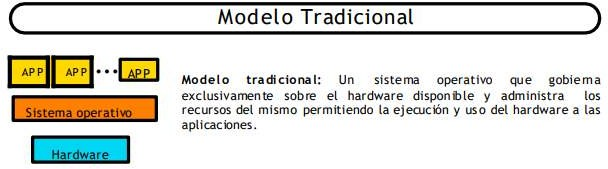 Modelo Tradicional
APP APP ••• APP
Sistema operativo
Hardware
Modelo tradicional: Un sistema operativo que gobierna
exclusivamente sobre el hardware disponible y administra los
recursos del mismo permitiendo la ejecución y uso del hardware a las
aplicaciones.